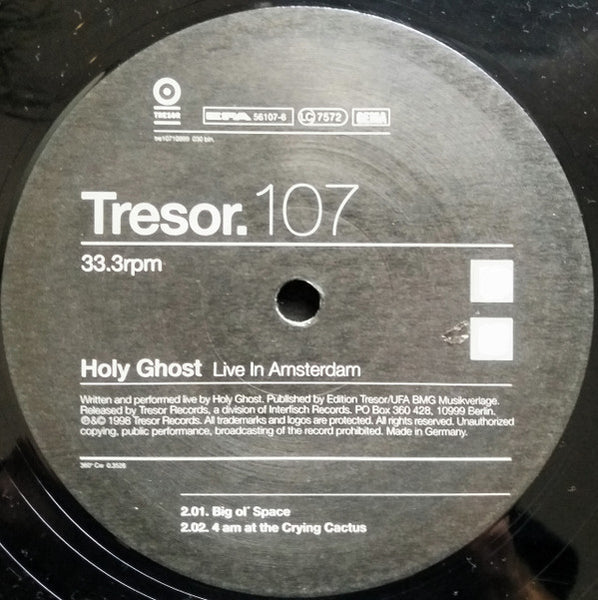 TRESOR
EFA 56107-6 LC 7572 GEMA
Tresor.107
33.3rpm
Holy Ghost Live In Amsterdam
Written and performed live by Holy Ghost. Published by Edition Tresor/UFA BMG Musikverlage.
Released by Tresor Records, a division of Interfisch Records. PO Box 360 428, 10999 Berlin.
℗&© 1998 Tresor Records. All trademarks and logos are protected. All rights reserved. Unauthorized
copying, public performance, broadcasting of the record prohibited. Made in Germany.
2.01. Big ol´ Space
2.02. 4 am at the Crying Cactus